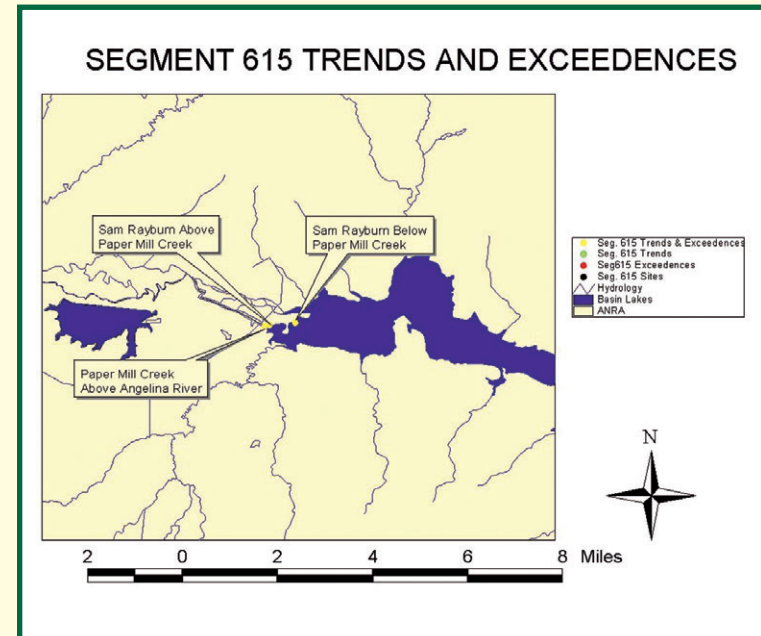 SEGMENT 615 TRENDS AND EXCEEDENCES
Sam Rayburn Above
Paper Mill Creek
Sam Rayburn Below
Paper Mill Creek
Paper Mill Creek
Above Angelina River
Seg. 615 Trends & Exceedences
Seg. 615 Trends
Seg615 Exceedences
Seg. 615 Sites
Hydrology
Basin Lakes
ANRA
N
2 0 2 4 6 8 Miles